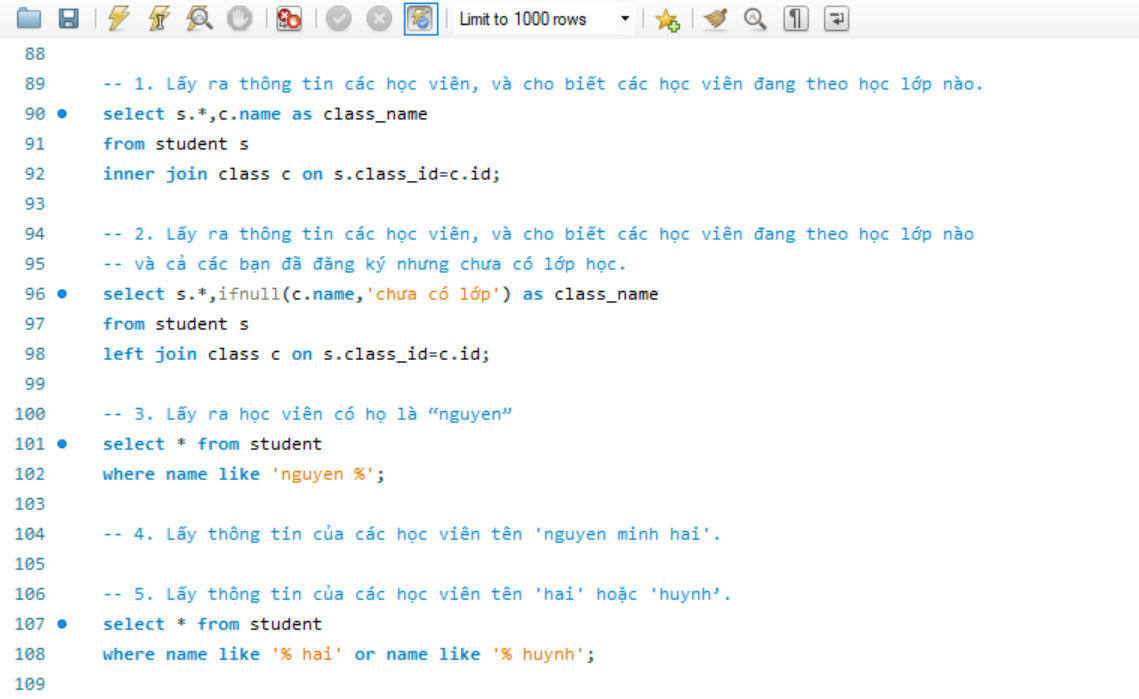 Limit to 1000 rows
88
89 -- 1. Lấy ra thông tin các học viên, và cho biết các học viên đang theo học lớp nào.
90 select s.*,c.name as class_name
91 from student s
92 inner join class c on s.class_id=c.id;
93
94 -- 2. Lấy ra thông tin các học viên, và cho biết các học viên đang theo học lớp nào
95 -- và cả các bạn đã đăng ký nhưng chưa có lớp học.
96 select s.*,ifnull(c.name,'chưa có lớp') as class_name
97 from student s
98 left join class c on s.class_id=c.id;
99
100 -- 3. Lấy ra học viên có họ là “nguyen”
101 select * from student
102 where name like 'nguyen %';
103
104 -- 4. Lấy thông tin của các học viên tên 'nguyen minh hai'.
105
106 -- 5. Lấy thông tin của các học viên tên 'hai' hoặc 'huynh’.
107 select * from student
108 where name like '% hai' or name like '% huynh';
109